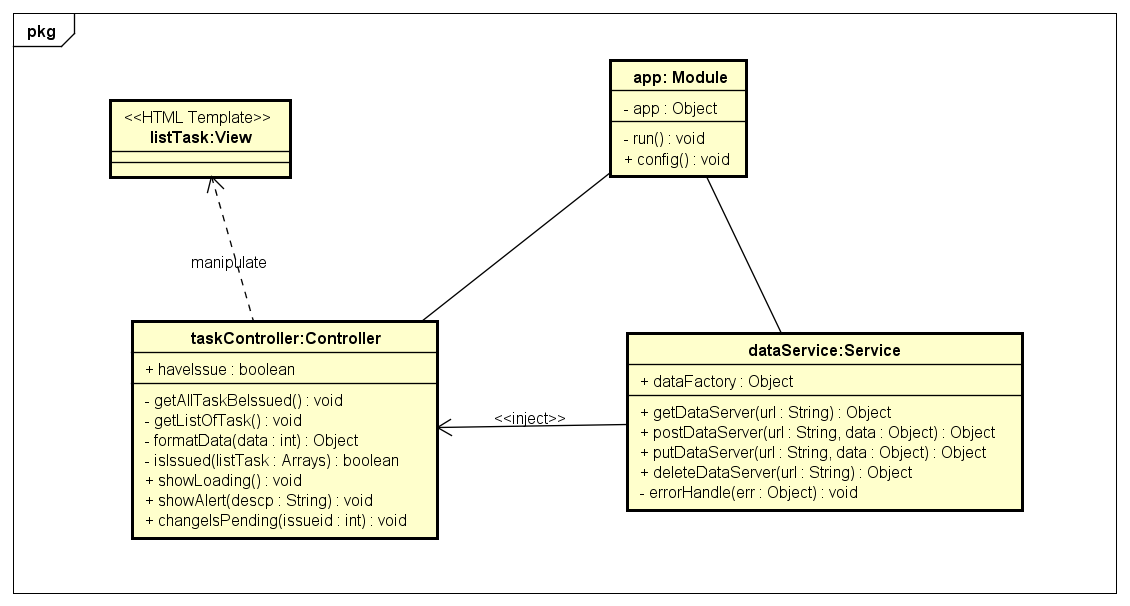 pkg
<<HTML Template>>
listTask:View
app: Module
- app : Object
- run() : void
+ config() : void
manipulate
taskController:Controller
+ haveIssue : boolean
- getAllTaskBeIssued() : void
- getListOfTask() : void
- formatData(data : int) : Object
- isIssued(listTask : Arrays) : boolean
+ showLoading() : void
+ showAlert(descp : String) : void
+ changeIsPending(issueid : int) : void
<<inject>>
dataService:Service
+ dataFactory : Object
+ getDataServer(url : String) : Object
+ postDataServer(url : String, data : Object) : Object
+ putDataServer(url : String, data : Object) : Object
+ deleteDataServer(url : String) : Object
- errorHandle(err : Object) : void